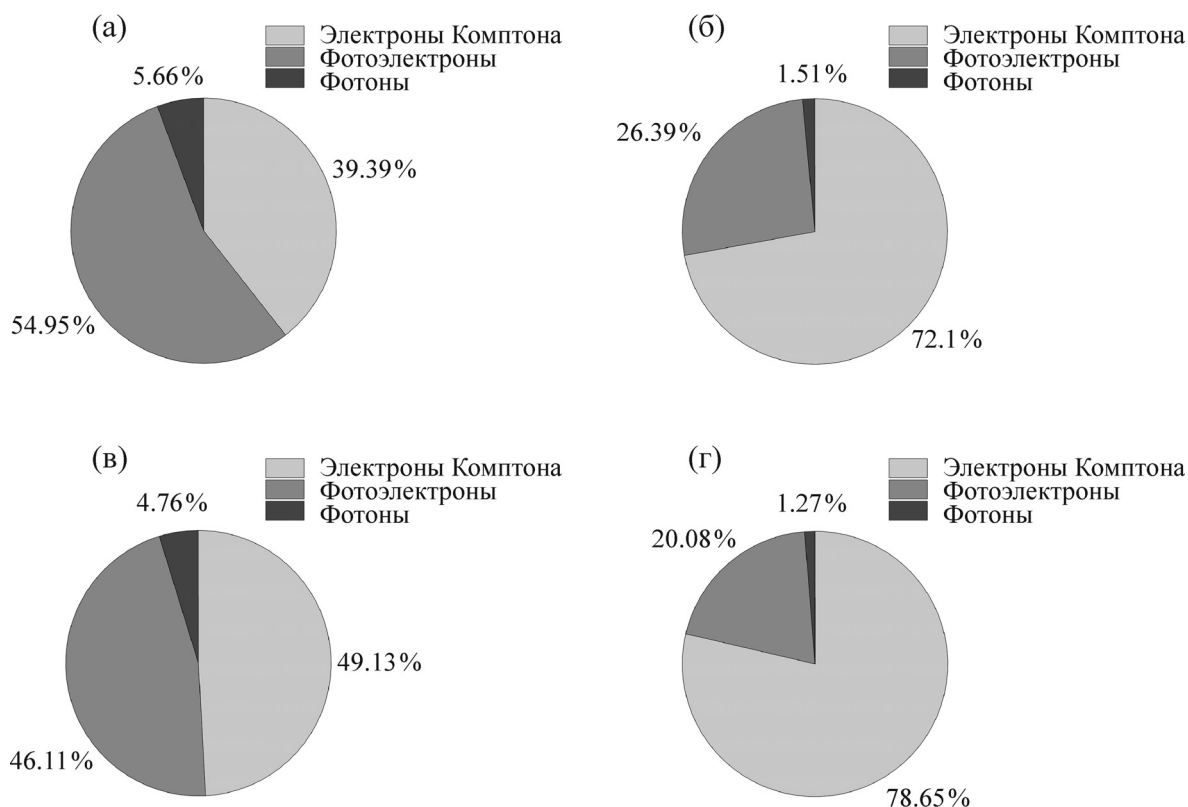 (а)
Электроны Комптона
Фотоэлектроны
Фотоны
5.66%
39.39%
54.95%
(б)
Электроны Комптона
Фотоэлектроны
Фотоны
1.51%
26.39%
72.1%
(в)
Электроны Комптона
Фотоэлектроны
Фотоны
4.76%
49.13%
46.11%
(г)
Электроны Комптона
Фотоэлектроны
Фотоны
1.27%
20.08%
78.65%